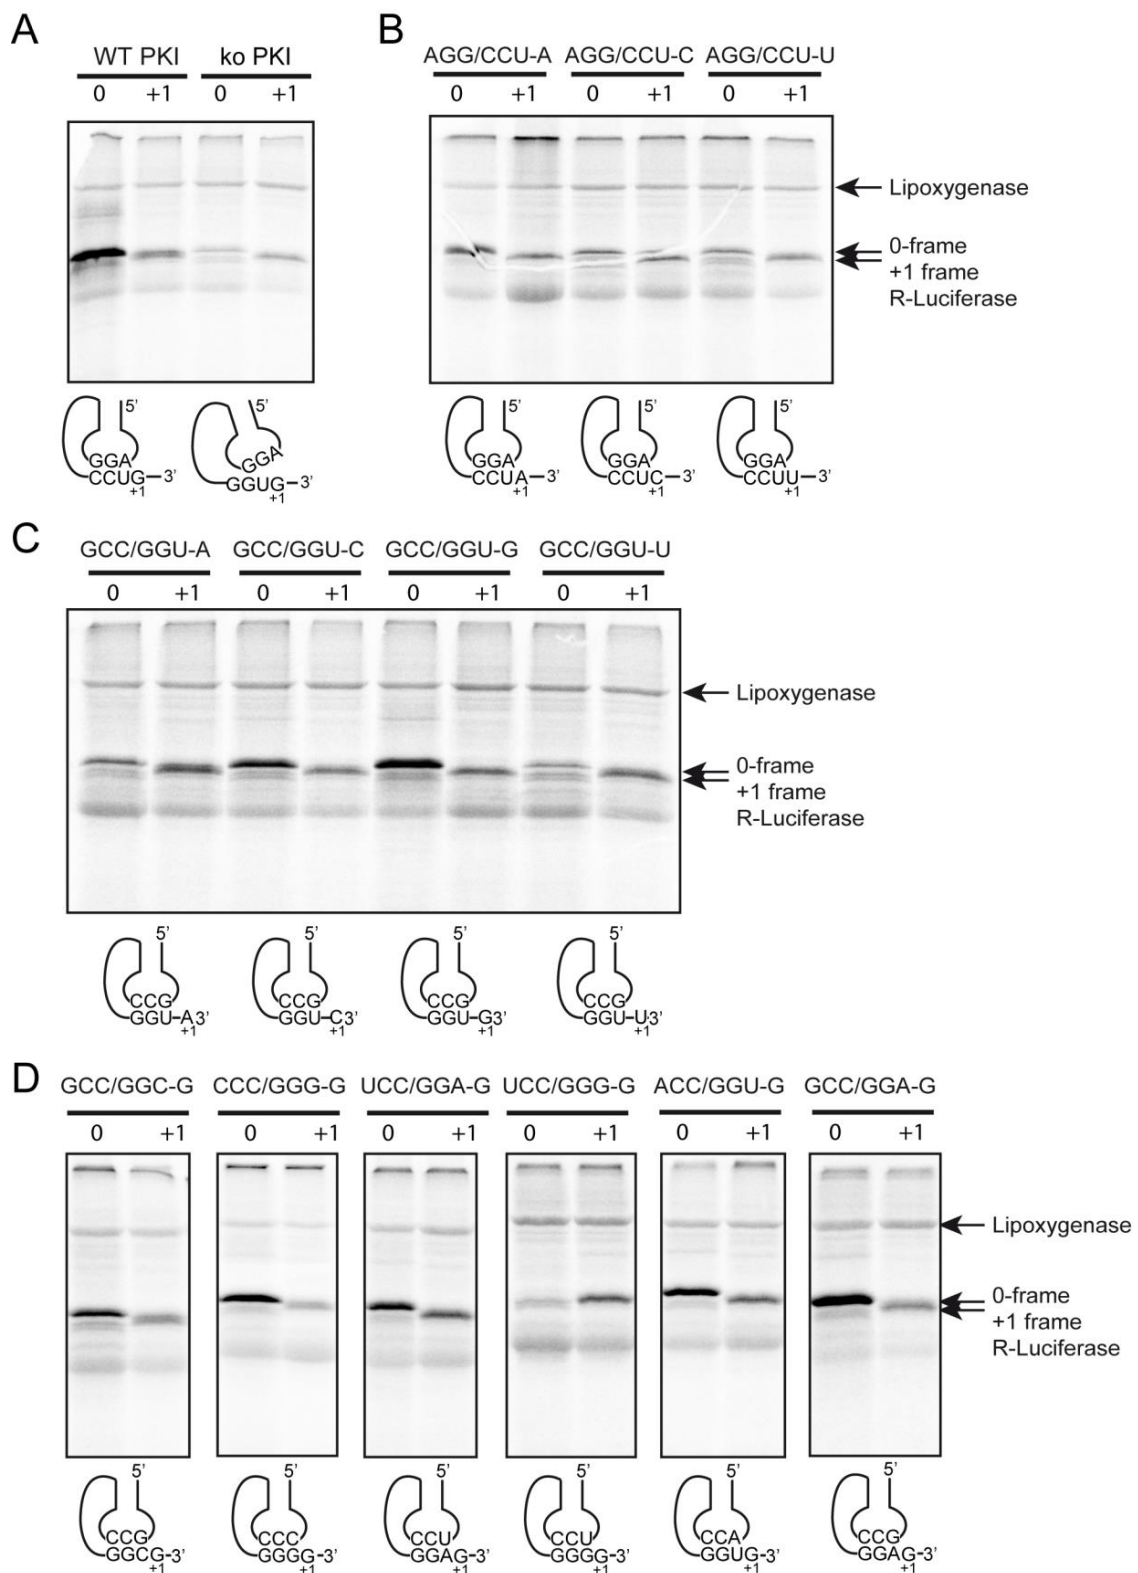 A
WT PKI ko PKI
0 +1 0 +1
5' 5'
GGA GGA
CCUG-3' GGUG-3'
+1 +1
B
AGG/CCU-A AGG/CCU-C AGG/CCU-U
0 +1 0 +1 0 +1
Lipoxygenase
0-frame
+1 frame
R-Luciferase
5' 5' 5'
GGA GGA GGA
CCUA-3' CCUC-3' CCUU-3'
+1 +1 +1
C
GCC/GGU-A GCC/GGU-C GCC/GGU-G GCC/GGU-U
0 +1 0 +1 0 +1 0 +1
Lipoxygenase
0-frame
+1 frame
R-Luciferase
5' 5' 5' 5'
CCG CCG CCG CCG
GGU-A3' GGU-C3' GGU-G3' GGU-U3'
+1 +1 +1 +1
D
GCC/GGC-G CCC/GGG-G UCC/GGA-G UCC/GGG-G ACC/GGU-G GCC/GGA-G
0 +1 0 +1 0 +1 0 +1 0 +1 0 +1
Lipoxygenase
0-frame
+1 frame
R-Luciferase
5' 5' 5' 5' 5' 5'
CCG CCC CCU CCU CCA CCG
GGCG-3' GGGG-3' GGAG-3' GGGG-3' GGUG-3' GGAG-3'
+1 +1 +1 +1 +1 +1